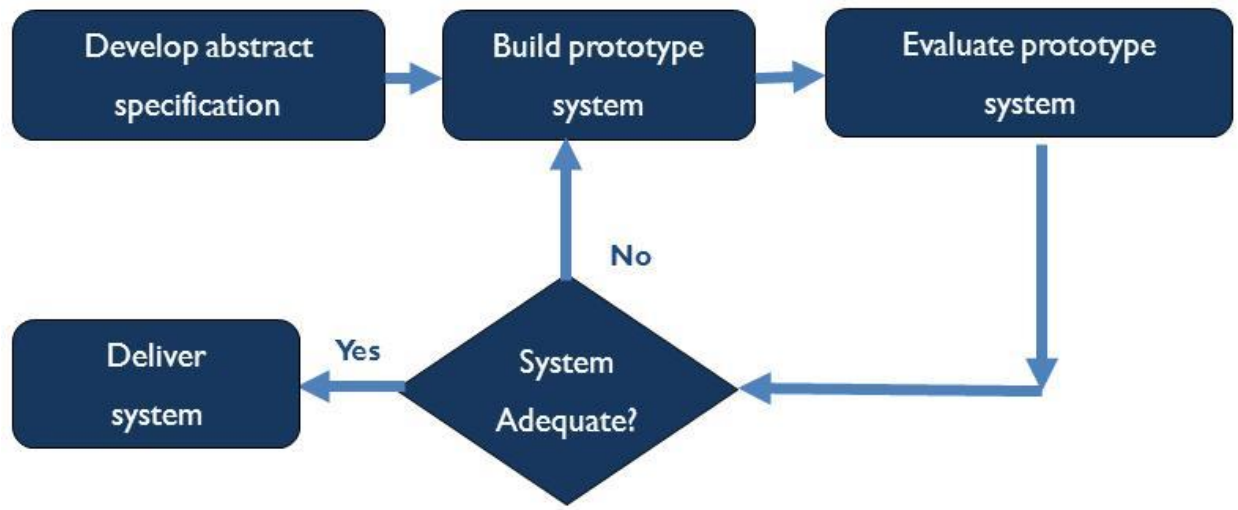 Develop abstract
specification
Build prototype
system
Evaluate prototype
system
No
Yes
Deliver
system
System
Adequate?